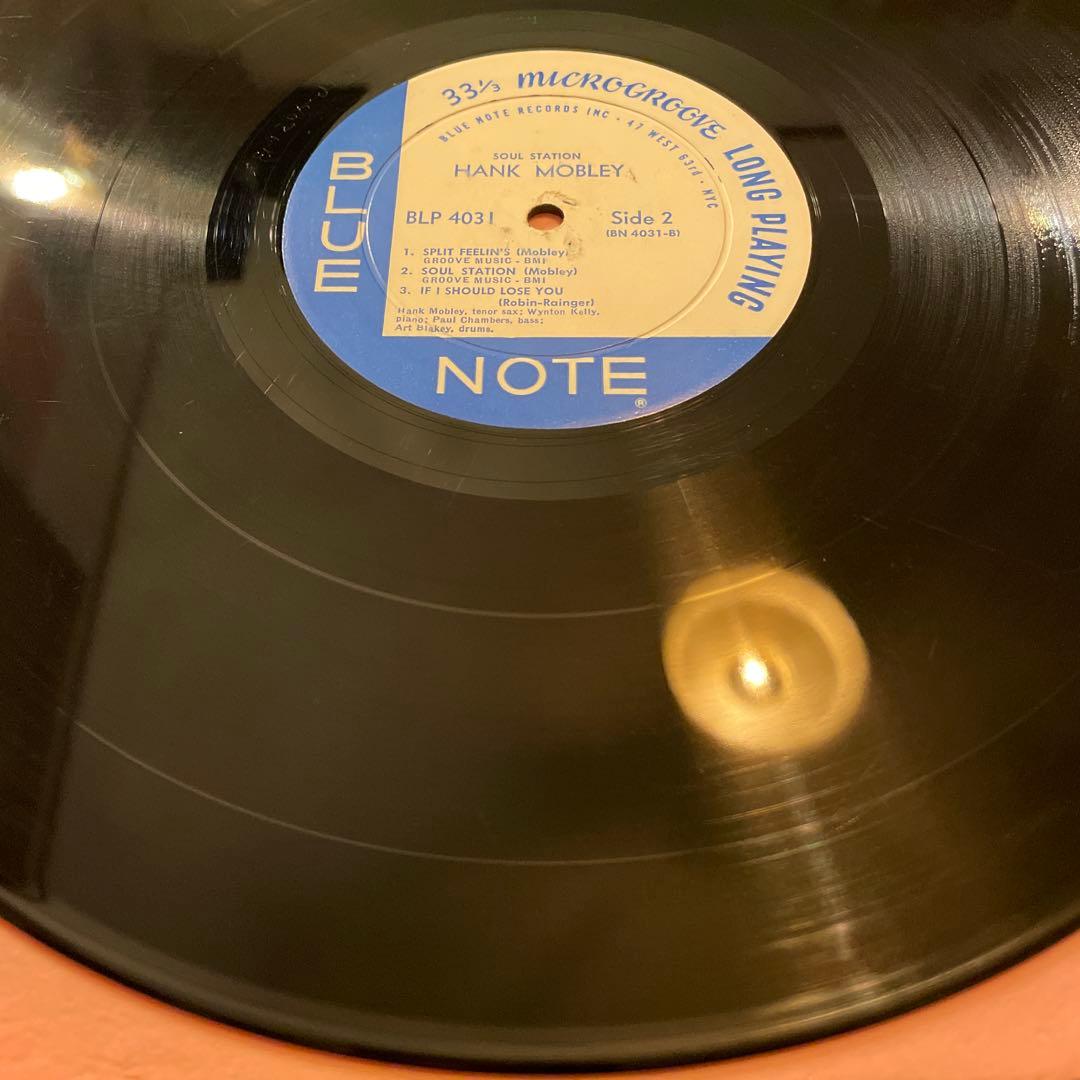 33 1/3 MICROGROOVE LONG PLAYING
BLUE NOTE RECORDS INC • 47 WEST 63rd • NYC
SOUL STATION
HANK MOBLEY
BLP 4031 Side 2
(BN 4031-B)
1. SPLIT FEELIN'S (Mobley)
GROOVE MUSIC - BMI
2. SOUL STATION (Mobley)
GROOVE MUSIC - BMI
3. IF I SHOULD LOSE YOU
(Robin-Rainger)
Hank Mobley, tenor sax; Wynton Kelly,
piano; Paul Chambers, bass;
Art Blakey, drums.
BLUE
NOTE
®